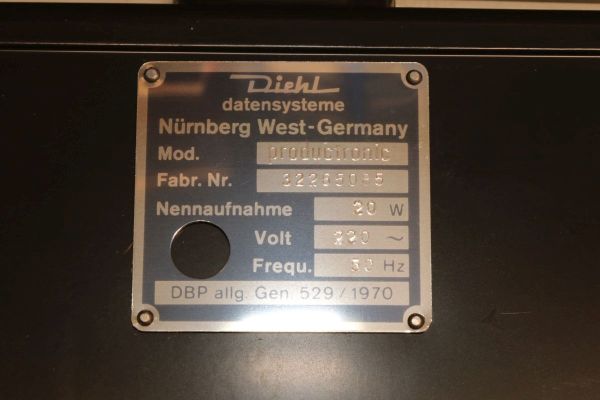 Diehl
datensysteme
Nürnberg West-Germany
Mod. productronic
Fabr. Nr.
Nennaufnahme 20 W
Volt 220 ~
Frequ. 50 Hz
DBP allg. Gen. 529/1970